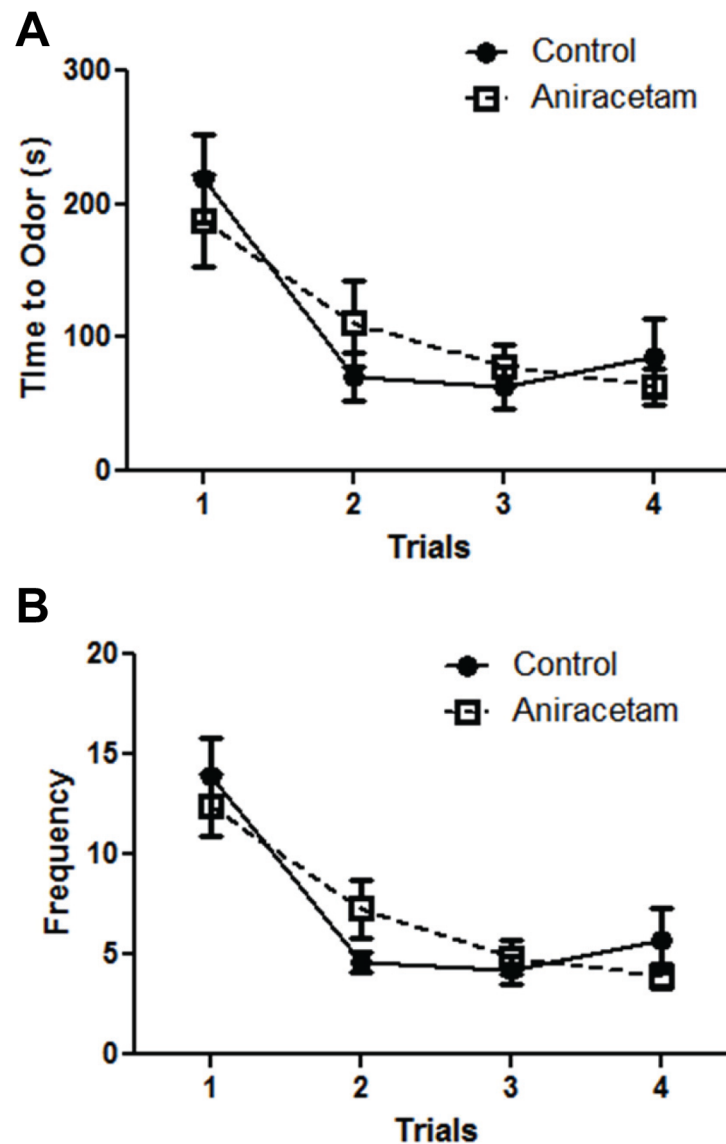 A
Control
Aniracetam
300
200
100
0
TIme to Odor (s)
1 2 3 4
Trials
B
Control
Aniracetam
20
15
10
5
0
Frequency
1 2 3 4
Trials